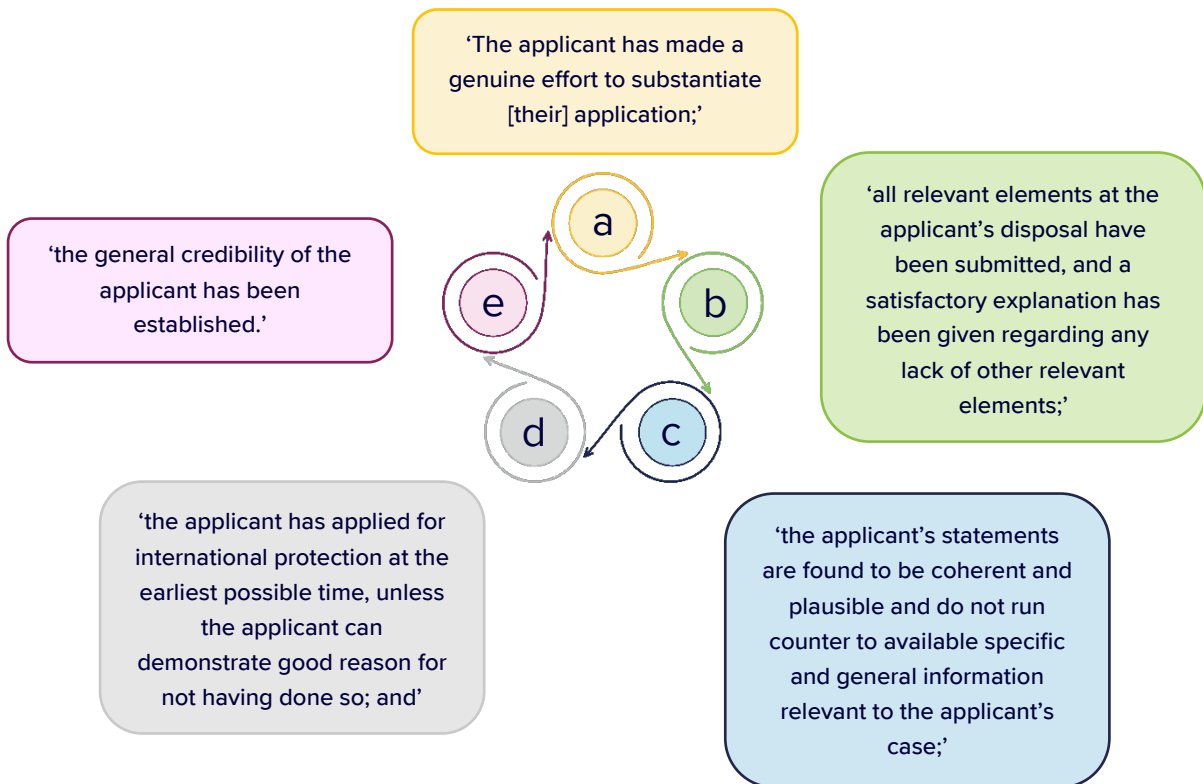 ‘The applicant has made a
genuine effort to substantiate
[their] application;’
a
‘all relevant elements at the
applicant’s disposal have
been submitted, and a
satisfactory explanation has
been given regarding any
lack of other relevant
elements;’
b
‘the applicant’s statements
are found to be coherent and
plausible and do not run
counter to available specific
and general information
relevant to the applicant’s
case;’
c
‘the applicant has applied for
international protection at the
earliest possible time, unless
the applicant can
demonstrate good reason for
not having done so; and’
d
‘the general credibility of the
applicant has been
established.’
e